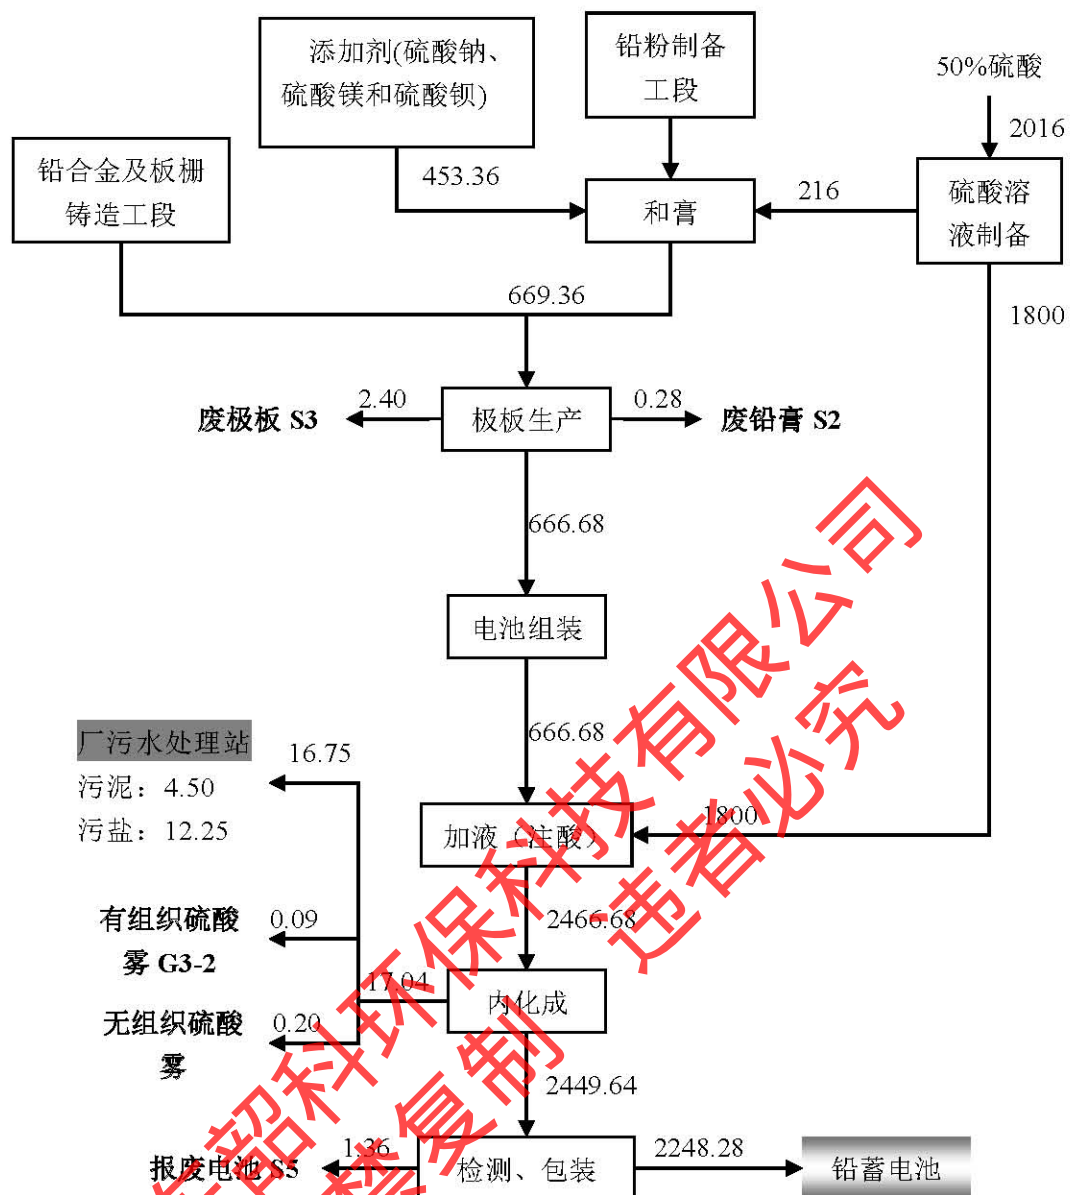 添加剂(硫酸钠、
硫酸镁和硫酸钡)
铅粉制备
工段
50%硫酸
2016
铅合金及板栅
铸造工段
453.36
和膏
216
硫酸溶
液制备
669.36
1800
废极板 S3
2.40
极板生产
0.28
废铅膏 S2
666.68
电池组装
666.68
厂污水处理站
16.75
污泥：4.50
污盐：12.25
加液（注酸）
1800
2466.68
有组织硫酸
雾 G3-2
0.09
17.04
内化成
无组织硫酸
雾
0.20
2449.64
报废电池 S5
1.36
检测、包装
2248.28
铅蓄电池
韶科环保科技有限公司
禁复制
违者必究